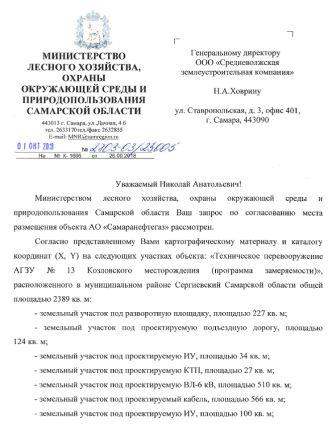 МИНИСТЕРСТВО
ЛЕСНОГО ХОЗЯЙСТВА,
ОХРАНЫ
ОКРУЖАЮЩЕЙ СРЕДЫ И
ПРИРОДОПОЛЬЗОВАНИЯ
САМАРСКОЙ ОБЛАСТИ
443013 г. Самара, ул. Дачная, 4 б
тел. 2633170 тел./факс 2632855
E-mail: MNR@samregion.ru
01 ОКТ № 2703-03/23005
На № К-1666 от 26.09.2018
Генеральному директору
ООО «Средневолжская
землеустроительная компания»
Н.А.Ховрину
ул. Ставропольская, д. 3, офис 401,
г. Самара, 443090
Уважаемый Николай Анатольевич!
Министерством лесного хозяйства, охраны окружающей среды и
природопользования Самарской области Ваш запрос по согласованию места
размещения объекта АО «Самаранефтегаз» рассмотрен.
Согласно представленному Вами картографическому материалу и каталогу
координат (X, Y) на следующих участках объекта: «Техническое перевооружение
АГЗУ № 13 Козловского месторождения (программа замеряемости)»,
расположенного в муниципальном районе Сергиевский Самарской области общей
площадью 2389 кв. м:
- земельный участок под разворотную площадку, площадью 227 кв. м;
- земельный участок под проектируемую подъездную дорогу, площадью
124 кв. м;
- земельный участок под проектируемую ИУ, площадью 34 кв. м;
- земельный участок под проектируемую КТП, площадью 27 кв. м;
- земельный участок под проектируемую ВЛ-6 кВ, площадью 510 кв. м;
- земельный участок под проектируемый кабель, площадью 566 кв. м;
- земельный участок под проектируемую ИУ, площадью 100 кв. м;